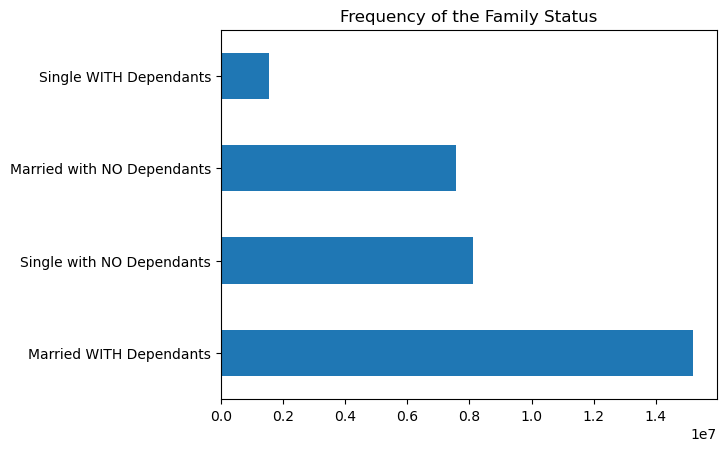 Frequency of the Family Status
Single WITH Dependants
Married with NO Dependants
Single with NO Dependants
Married WITH Dependants
0.0 0.2 0.4 0.6 0.8 1.0 1.2 1.4
1e7